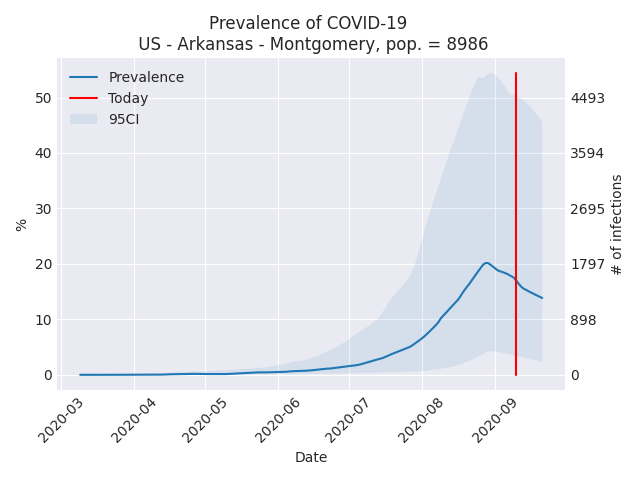 Prevalence of COVID-19
US - Arkansas - Montgomery, pop. = 8986
Prevalence
Today
95CI
50
40
30
20
10
0
%
4493
3594
2695
1797
898
0
# of infections
2020-03
2020-04
2020-05
2020-06
2020-07
2020-08
2020-09
Date